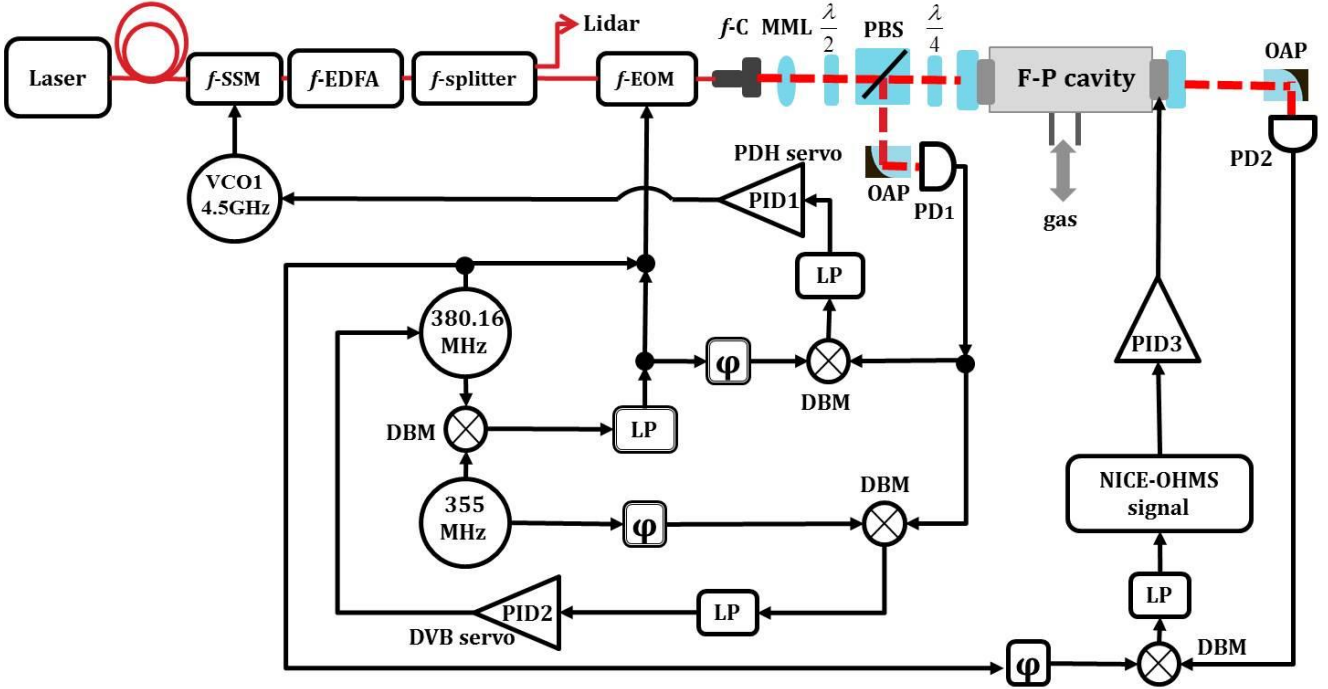 Lidar
f-C MML λ/2 PBS λ/4
OAP
Laser
f-SSM
f-EDFA
f-splitter
f-EOM
F-P cavity
PD2
PDH servo
VCO1
4.5GHz
PID1
OAP
PD1
gas
LP
380.16
MHz
φ
PID3
DBM
DBM
LP
NICE-OHMS
signal
DBM
355
MHz
φ
LP
PID2
LP
DVB servo
φ
DBM